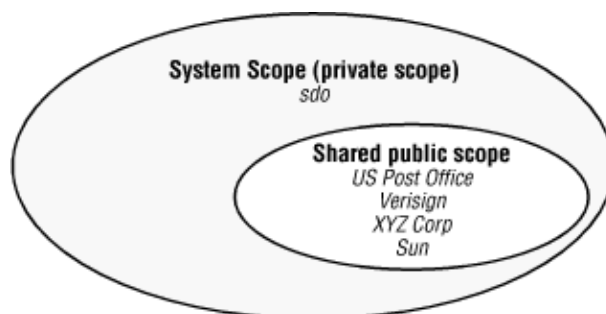 System Scope (private scope)
sdo
Shared public scope
US Post Office
Verisign
XYZ Corp
Sun